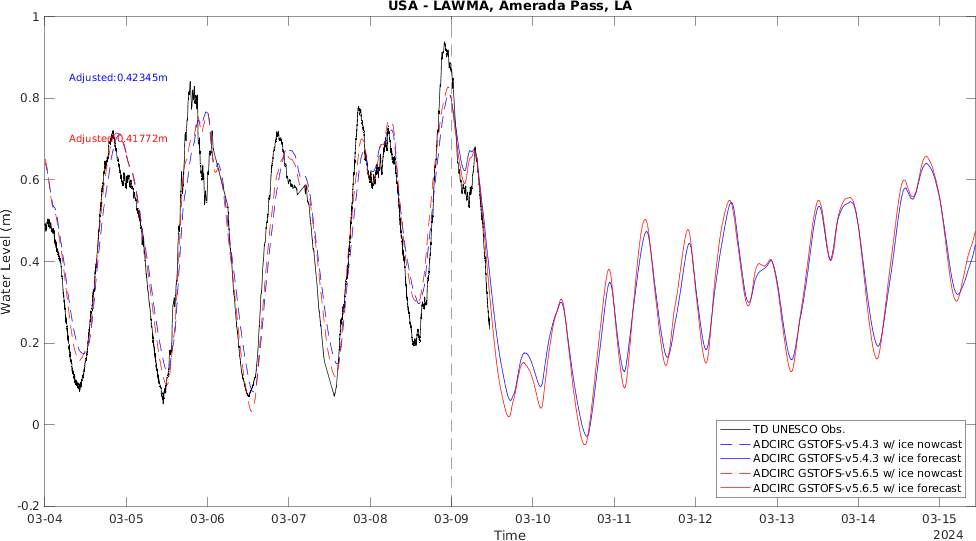 USA - LAWMA, Amerada Pass, LA
1
0.8
0.6
0.4
0.2
0
-0.2
Water Level (m)
Adjusted:0.42345m
Adjusted:0.41772m
TD UNESCO Obs.
ADCIRC GSTOFS-v5.4.3 w/ ice nowcast
ADCIRC GSTOFS-v5.4.3 w/ ice forecast
ADCIRC GSTOFS-v5.6.5 w/ ice nowcast
ADCIRC GSTOFS-v5.6.5 w/ ice forecast
03-04 03-05 03-06 03-07 03-08 03-09 03-10 03-11 03-12 03-13 03-14 03-15
Time
2024